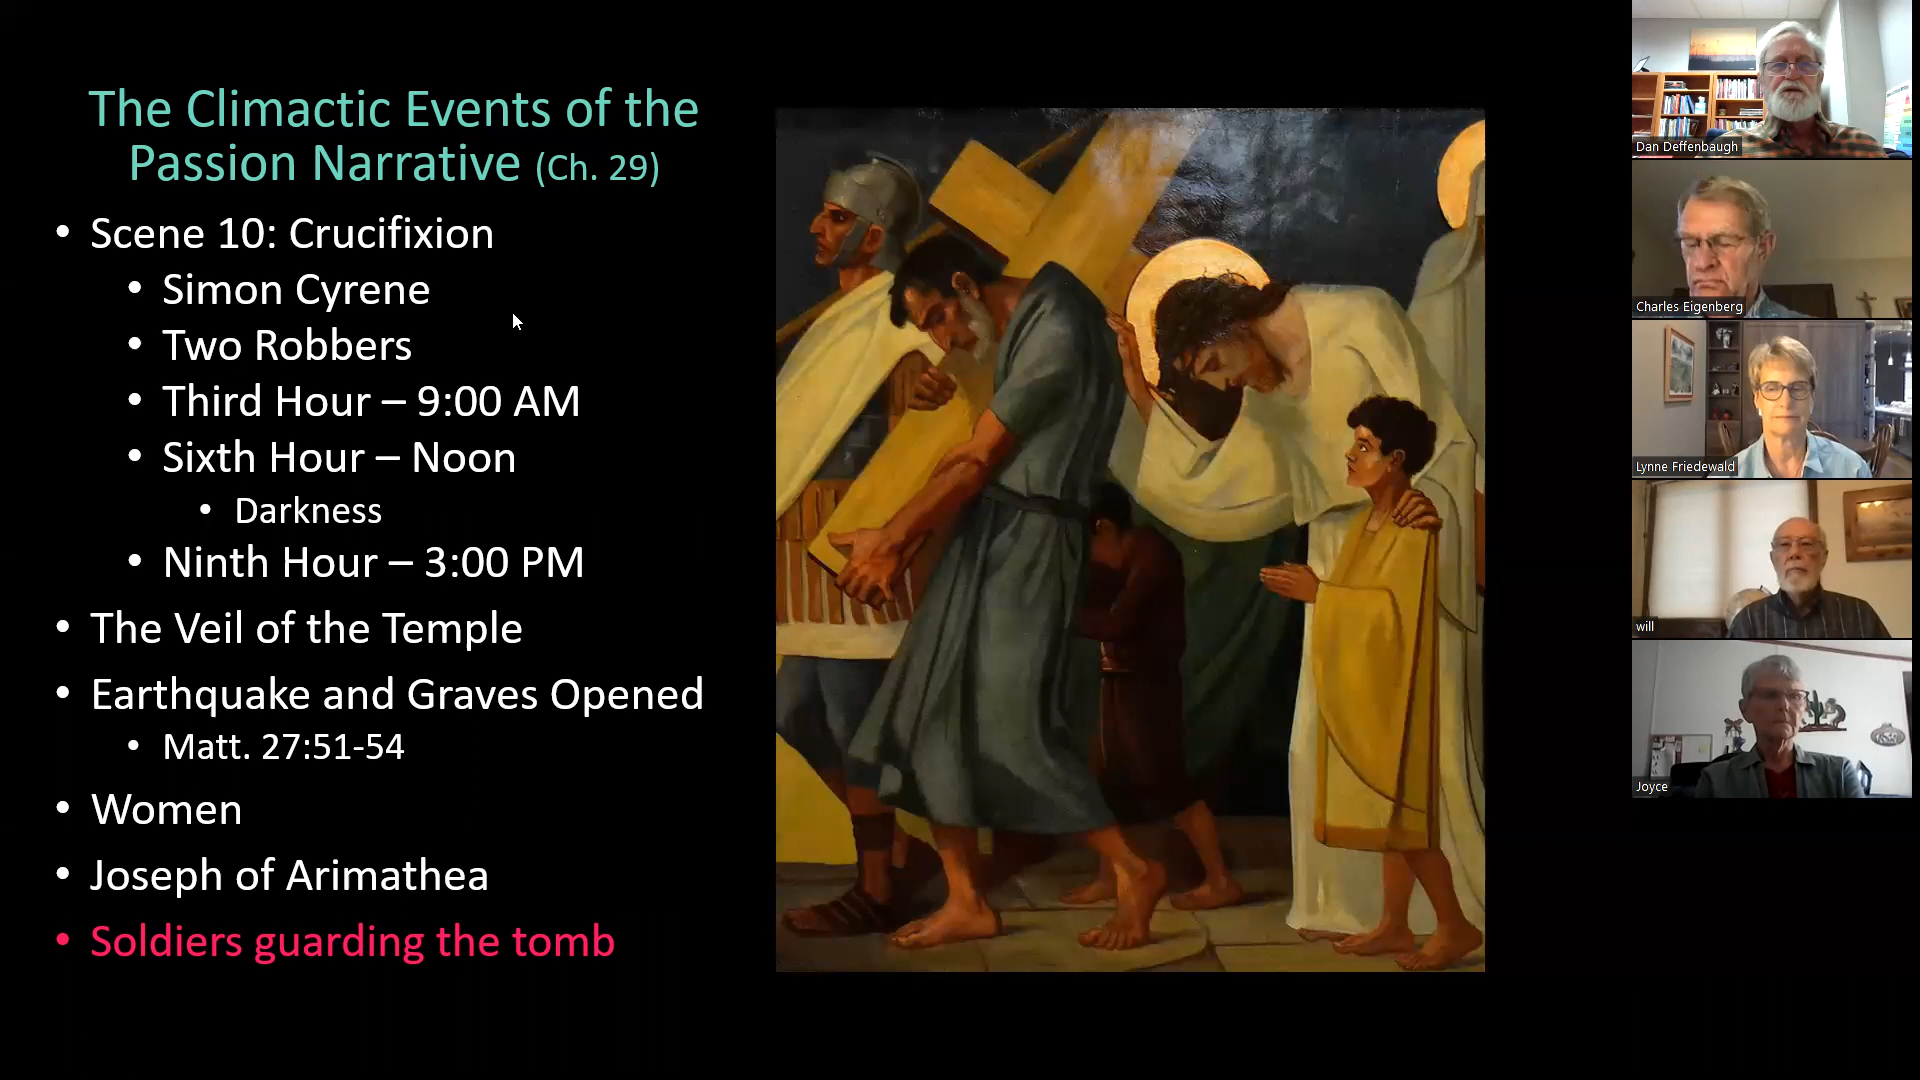 The Climactic Events of the
Passion Narrative (Ch. 29)
• Scene 10: Crucifixion
• Simon Cyrene
• Two Robbers
• Third Hour – 9:00 AM
• Sixth Hour – Noon
• Darkness
• Ninth Hour – 3:00 PM
• The Veil of the Temple
• Earthquake and Graves Opened
• Matt. 27:51-54
• Women
• Joseph of Arimathea
• Soldiers guarding the tomb
Dan Deffenbaugh
Charles Eigenberg
Lynne Friedewald
will
Joyce